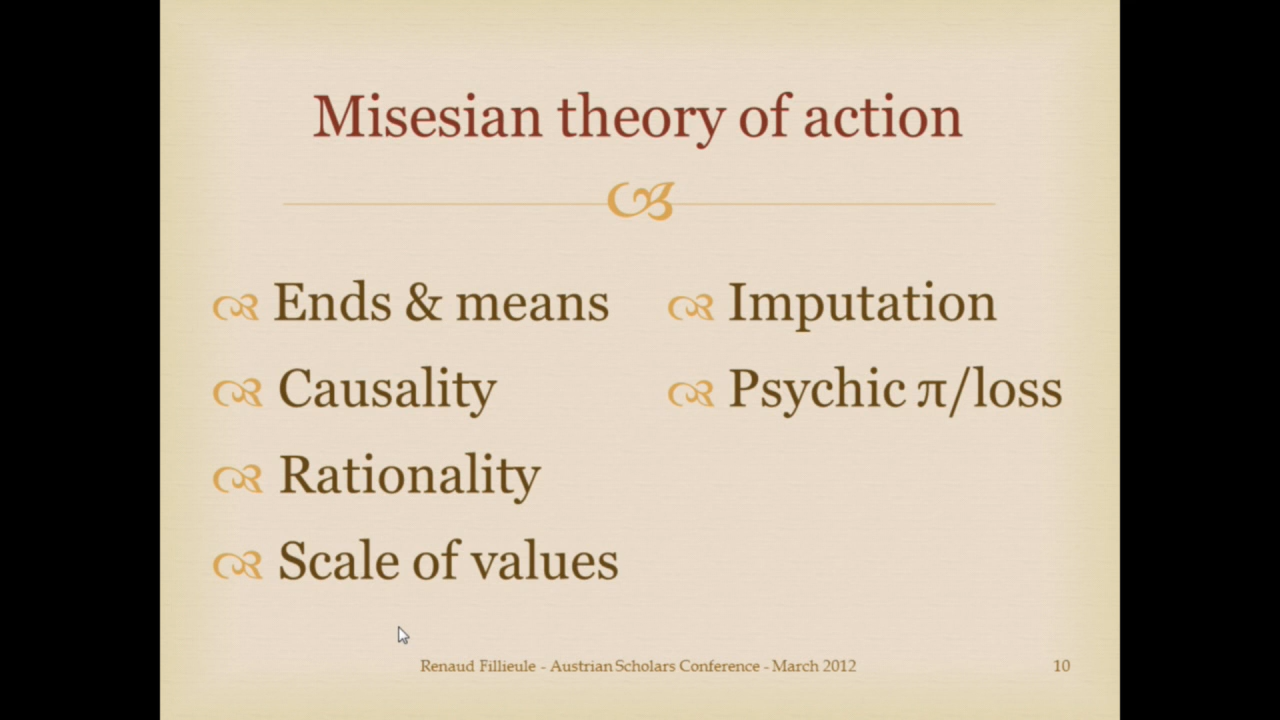 Misesian theory of action
Ends & means
Causality
Rationality
Scale of values
Imputation
Psychic π/loss
Renaud Fillieule - Austrian Scholars Conference - March 2012
10